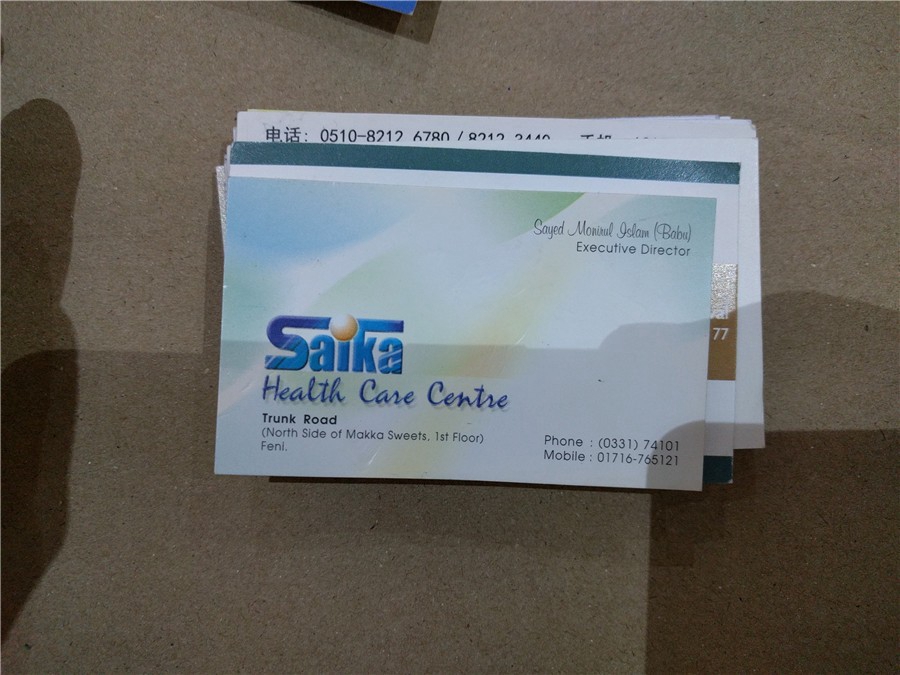 电话: 0510-8212 6780 / 8212 3440
Sayed Monirul Islam (Babu)
Executive Director
77
Saika
Health Care Centre
Trunk Road
(North Side of Makka Sweets, 1st Floor)
Feni.
Phone : (0331) 74101
Mobile : 01716-765121